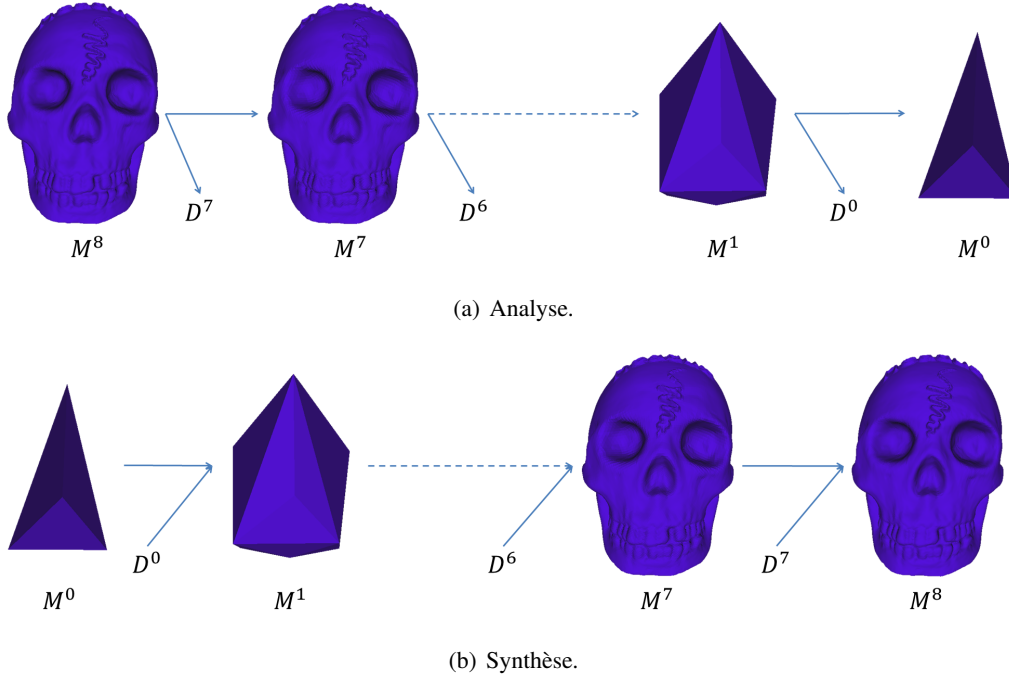 D⁷ D⁶ D⁰
M⁸ M⁷ M¹ M⁰
(a) Analyse.
D⁰ D⁶ D⁷
M⁰ M¹ M⁷ M⁸
(b) Synthèse.